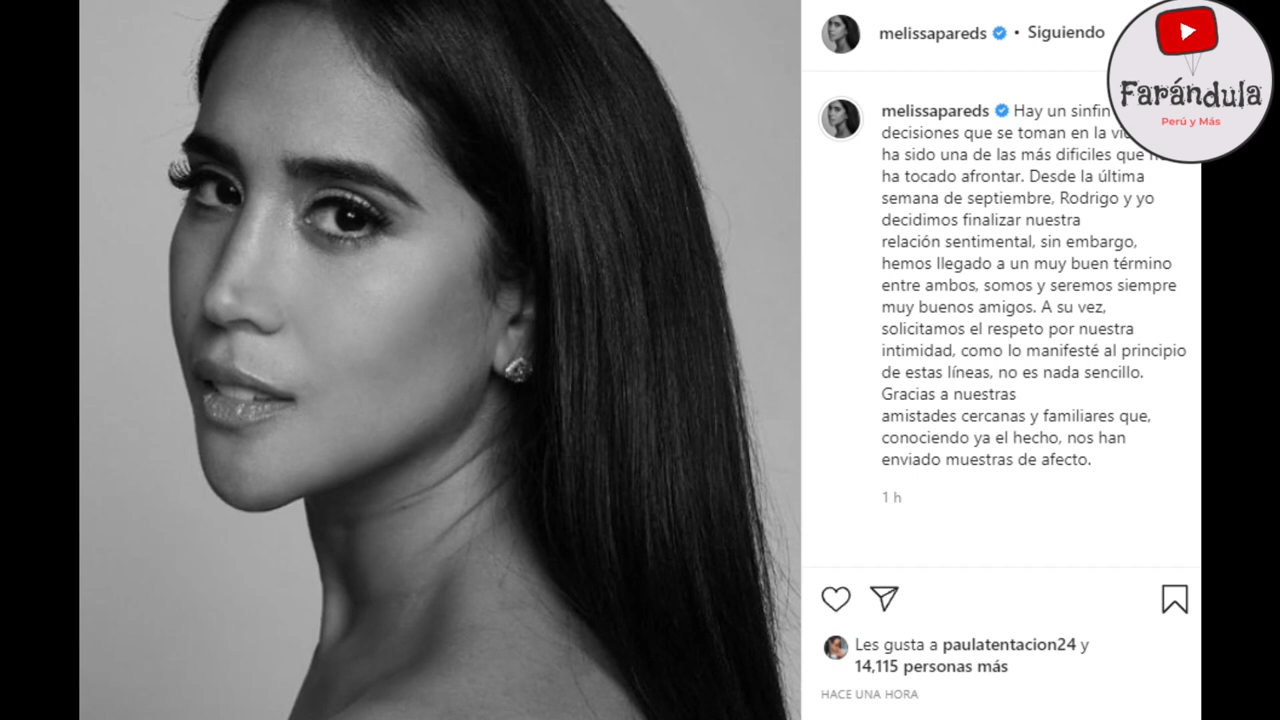 melissapareds • Siguiendo
Farándula
Perú y Más
melissapareds Hay un sinfin
decisiones que se toman en la
ha sido una de las más dificiles que
ha tocado afrontar. Desde la última
semana de septiembre, Rodrigo y yo
decidimos finalizar nuestra
relación sentimental, sin embargo,
hemos llegado a un muy buen término
entre ambos, somos y seremos siempre
muy buenos amigos. A su vez,
solicitamos el respeto por nuestra
intimidad, como lo manifesté al principio
de estas líneas, no es nada sencillo.
Gracias a nuestras
amistades cercanas y familiares que,
conociendo ya el hecho, nos han
enviado muestras de afecto.
1 h
Les gusta a paulatentacion24 y
14,115 personas más
HACE UNA HORA